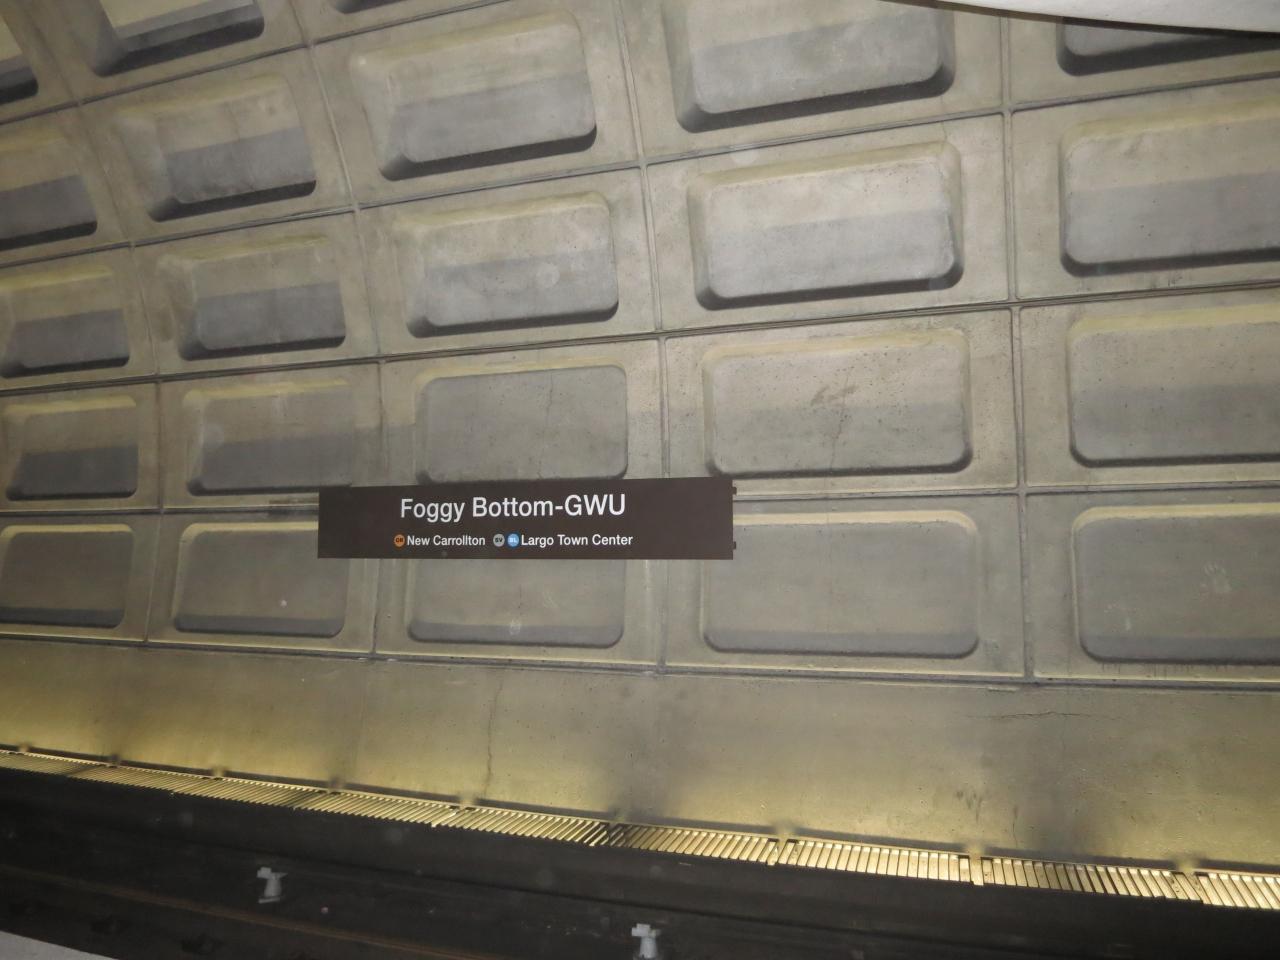 Foggy Bottom-GWU
OR New Carrollton SV BL Largo Town Center